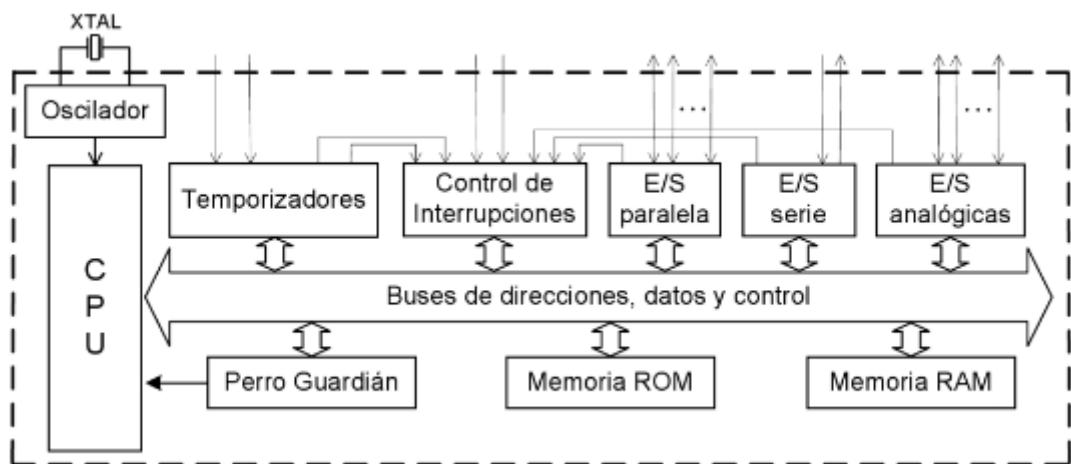 XTAL
Oscilador
Temporizadores
Control de
Interrupciones
E/S
paralela
E/S
serie
E/S
analógicas
...
...
C
P
U
Buses de direcciones, datos y control
Perro Guardián
Memoria ROM
Memoria RAM